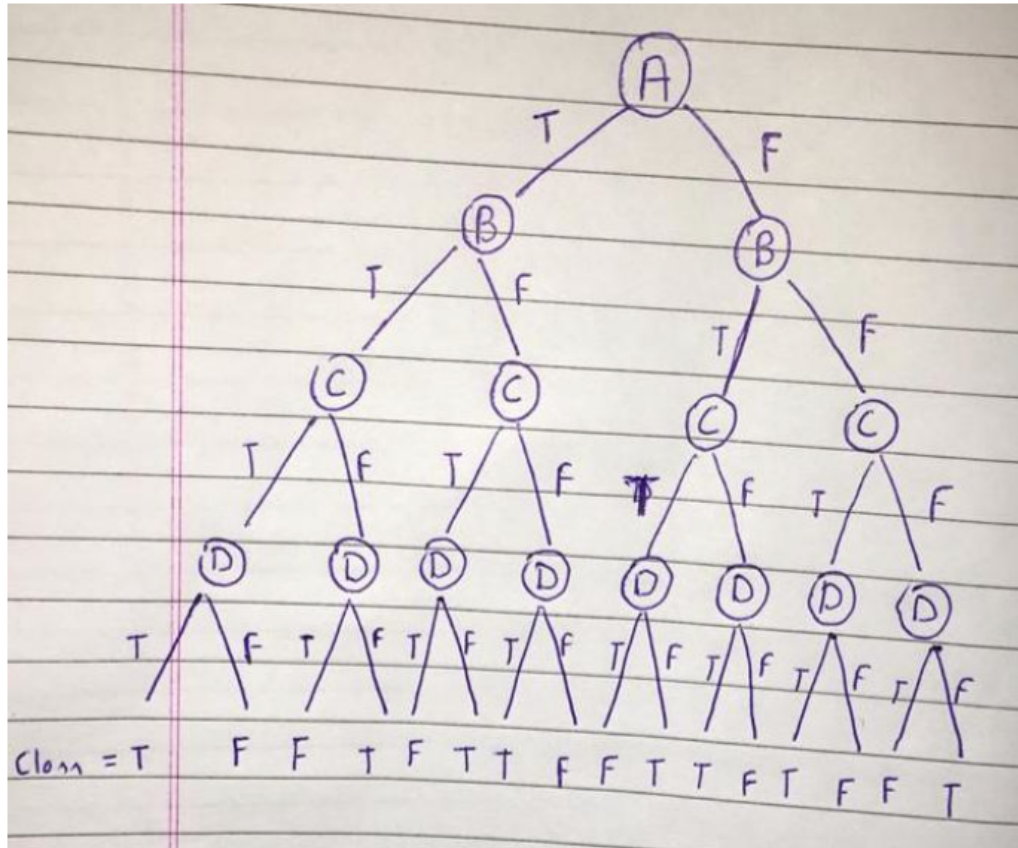 A
T F
B B
T F T F
C C C C
T F T F T F T F
D D D D D D D D
T F T F T F T F T F T F T F T F
Class = T F F T F T T F F T T F T F F T